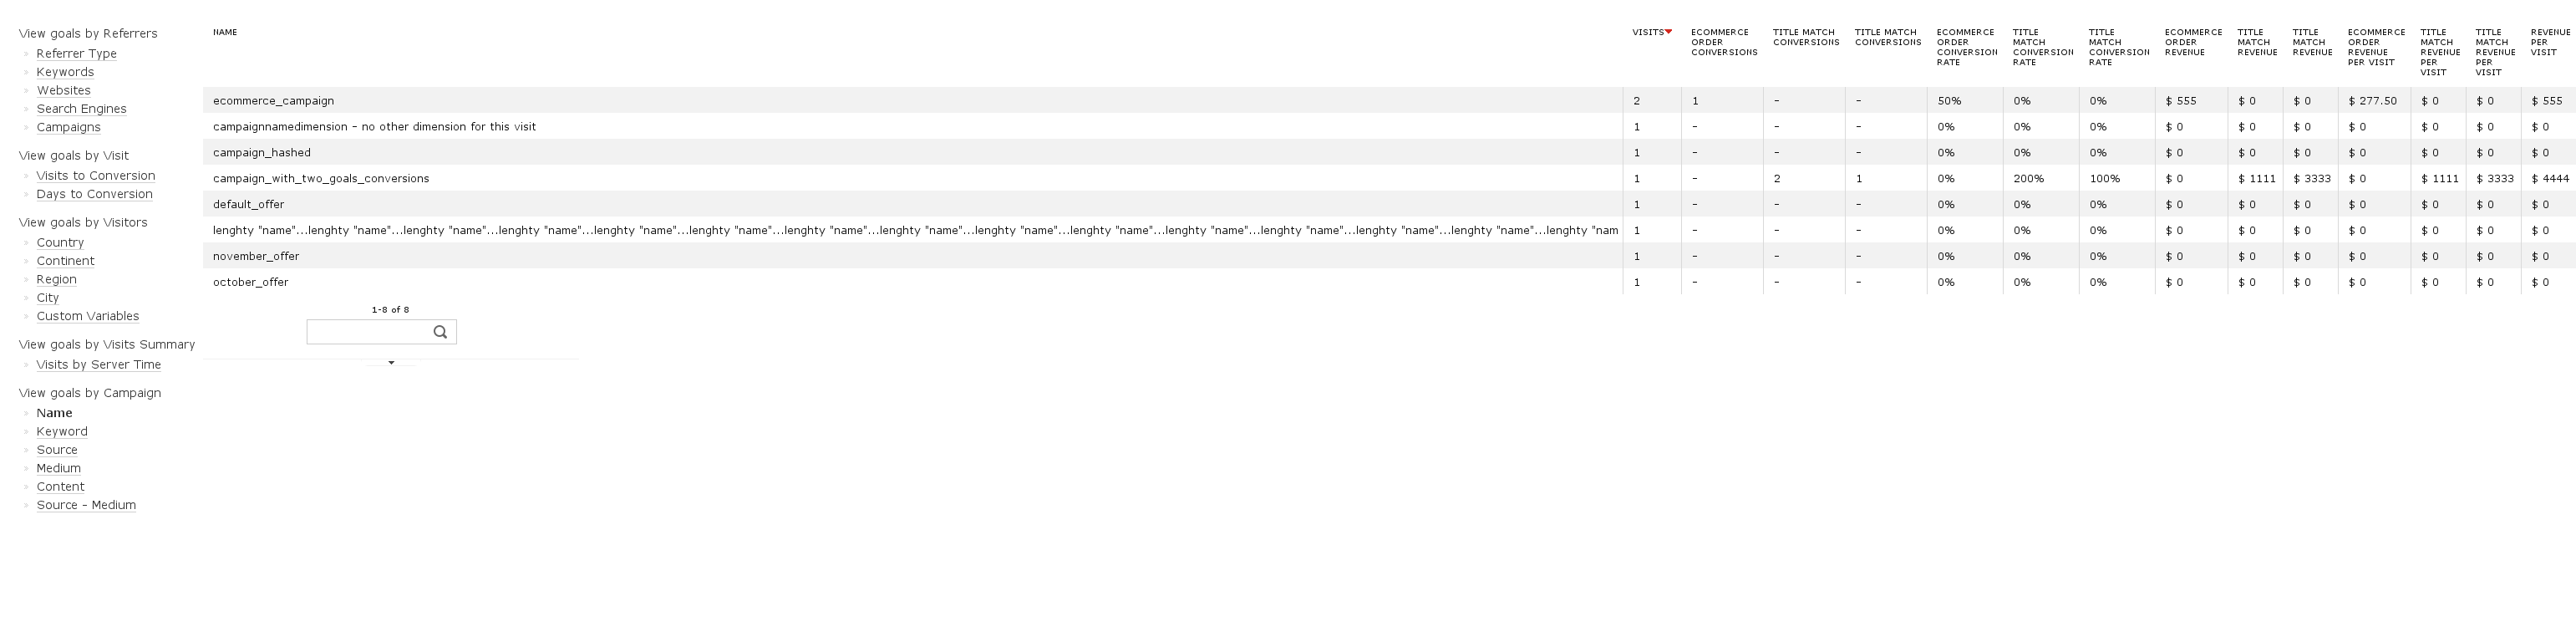 View goals by Referrers
Referrer Type
Keywords
Websites
Search Engines
Campaigns
View goals by Visit
Visits to Conversion
Days to Conversion
View goals by Visitors
Country
Continent
Region
City
Custom Variables
View goals by Visits Summary
Visits by Server Time
View goals by Campaign
Name
Keyword
Source
Medium
Content
Source - Medium
NAME VISITS ECOMMERCE ORDER CONVERSIONS TITLE MATCH CONVERSIONS TITLE MATCH CONVERSIONS ECOMMERCE ORDER CONVERSION RATE TITLE MATCH CONVERSION RATE TITLE MATCH CONVERSION RATE ECOMMERCE ORDER REVENUE TITLE MATCH REVENUE TITLE MATCH REVENUE ECOMMERCE ORDER REVENUE PER VISIT TITLE MATCH REVENUE PER VISIT TITLE MATCH REVENUE PER VISIT REVENUE PER VISIT
ecommerce_campaign 2 1 - - 50% 0% 0% $ 555 $ 0 $ 0 $ 277.50 $ 0 $ 0 $ 555
campaignnamedimension - no other dimension for this visit 1 - - - 0% 0% 0% $ 0 $ 0 $ 0 $ 0 $ 0 $ 0 $ 0
campaign_hashed 1 - - - 0% 0% 0% $ 0 $ 0 $ 0 $ 0 $ 0 $ 0 $ 0
campaign_with_two_goals_conversions 1 - 2 1 0% 200% 100% $ 0 $ 1111 $ 3333 $ 0 $ 1111 $ 3333 $ 4444
default_offer 1 - - - 0% 0% 0% $ 0 $ 0 $ 0 $ 0 $ 0 $ 0 $ 0
lenghty "name"...lenghty "name"...lenghty "name"...lenghty "name"...lenghty "name"...lenghty "name"...lenghty "name"...lenghty "name"...lenghty "name"...lenghty "name"...lenghty "name"...lenghty "name"...lenghty "name"...lenghty "name"...lenghty "nam 1 - - - 0% 0% 0% $ 0 $ 0 $ 0 $ 0 $ 0 $ 0 $ 0
november_offer 1 - - - 0% 0% 0% $ 0 $ 0 $ 0 $ 0 $ 0 $ 0 $ 0
october_offer 1 - - - 0% 0% 0% $ 0 $ 0 $ 0 $ 0 $ 0 $ 0 $ 0
1-8 of 8